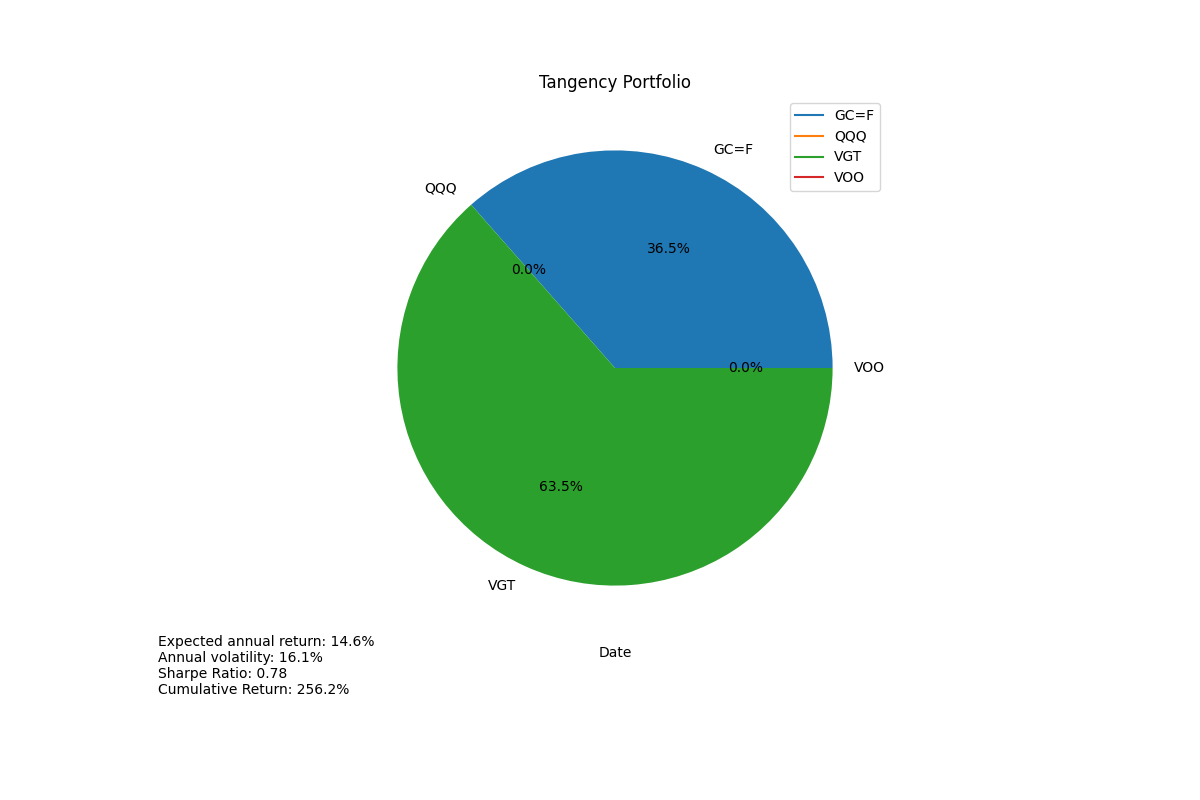 Tangency Portfolio
GC=F
QQQ
VGT
VOO
GC=F
QQQ
36.5%
0.0%
0.0%
VOO
63.5%
VGT
Expected annual return: 14.6%
Annual volatility: 16.1%
Sharpe Ratio: 0.78
Cumulative Return: 256.2%
Date